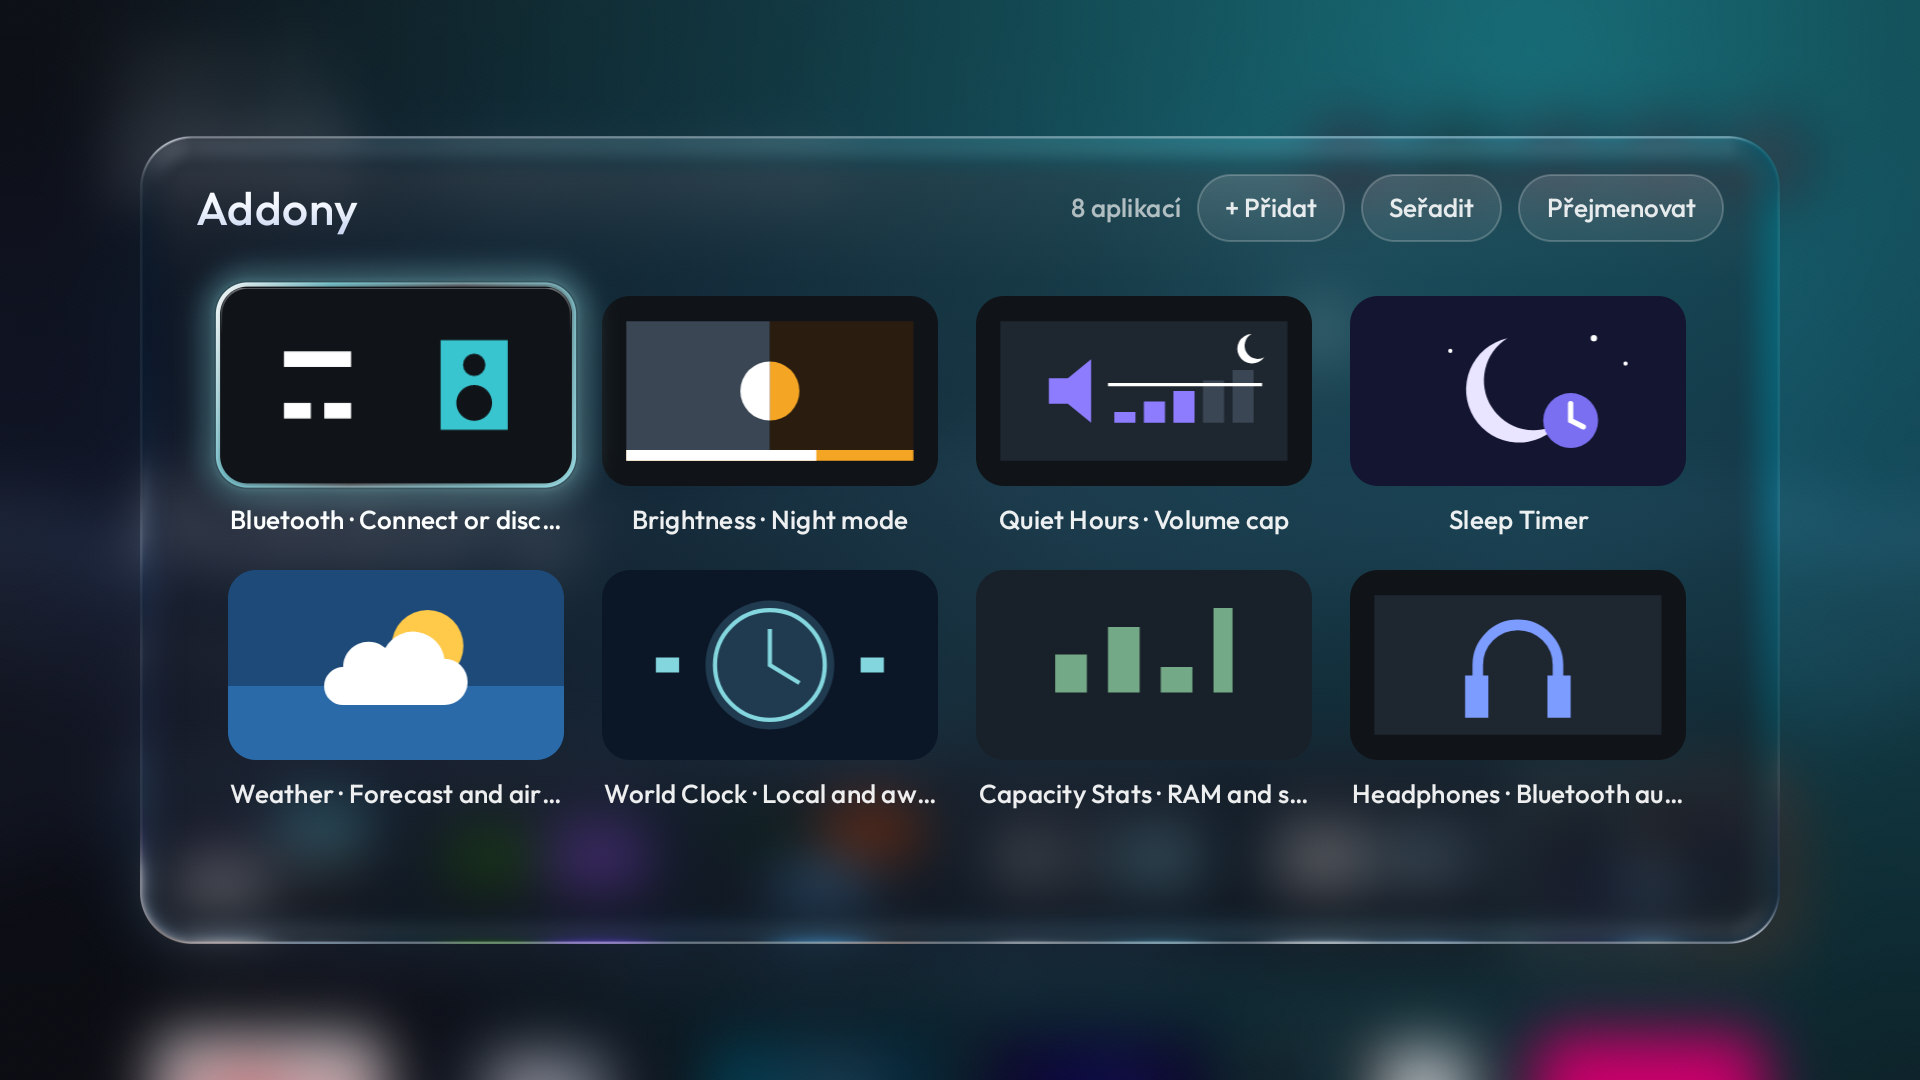 Addony
8 aplikací
+ Přidat
Seřadit
Přejmenovat
Bluetooth · Connect or disc...
Brightness · Night mode
Quiet Hours · Volume cap
Sleep Timer
Weather · Forecast and air...
World Clock · Local and aw...
Capacity Stats · RAM and s...
Headphones · Bluetooth au...